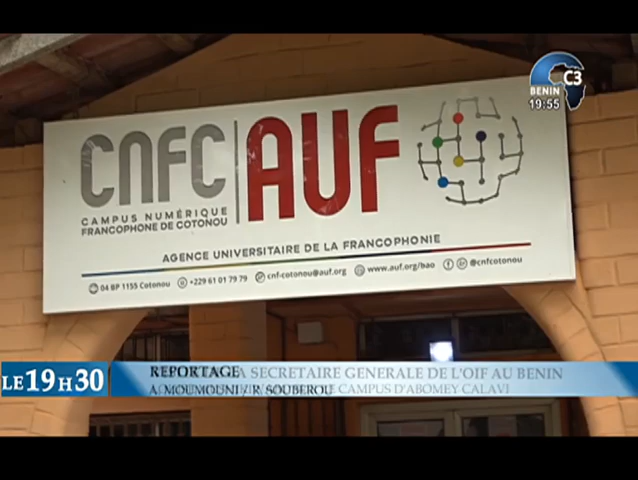 C3
BENIN
19:55
CNFC AUF
CAMPUS NUMÉRIQUE
FRANCOPHONE DE COTONOU
AGENCE UNIVERSITAIRE DE LA FRANCOPHONIE
04 BP 1155 Cotonou +229 61 01 79 79 cnf-cotonou@auf.org www.auf.org/bao @cnfcotonou
REPORTAGE A SECRETAIRE GENERALE DE L'OIF AU BENIN
LE 19H30
A. MOUMOUNI / R. SOUBEROU CAMPUS D'ABOMEY CALAVI